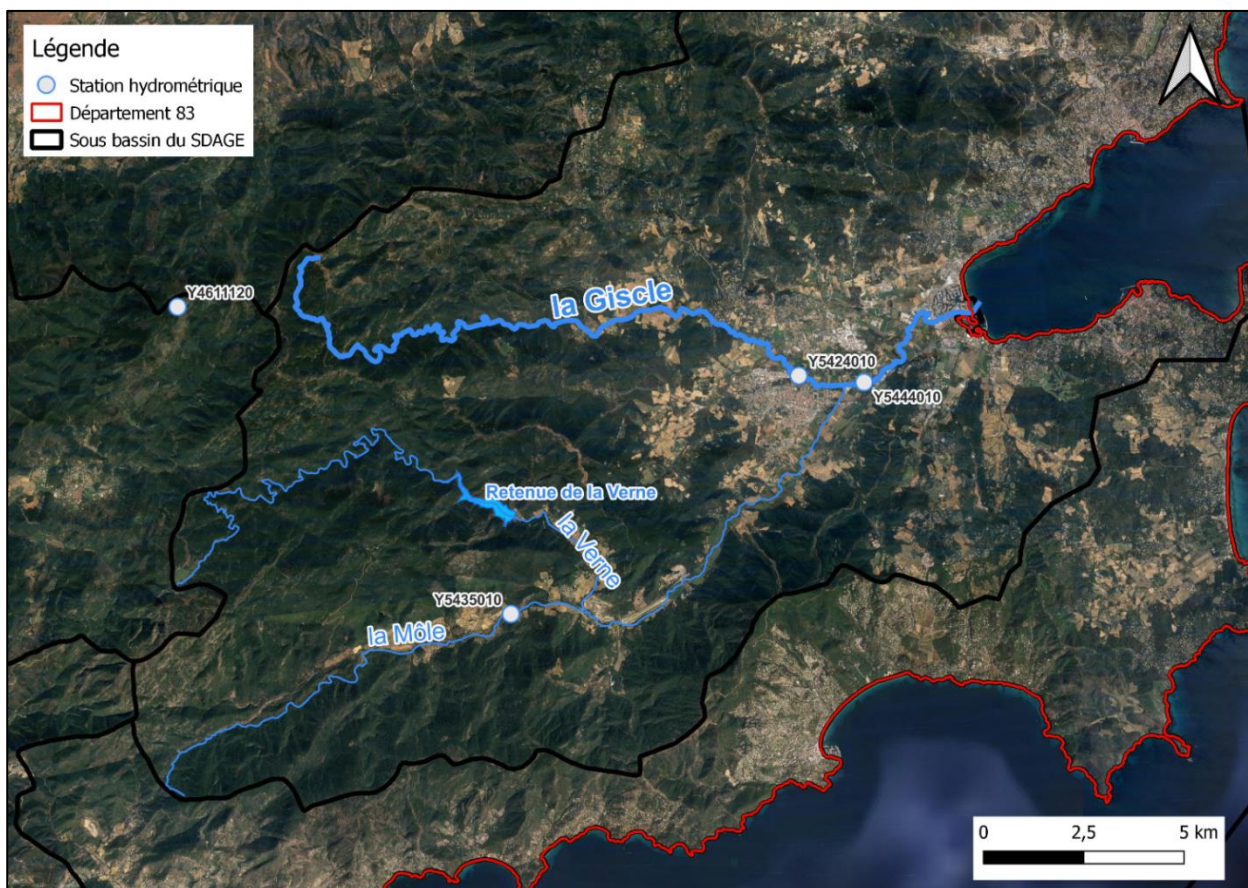 Légende
Station hydrométrique
Département 83
Sous bassin du SDAGE
Y4611120
la Giscle
Y5424010
Y5444010
Retenue de la Verne
la Verne
Y5435010
la Môle
0 2,5 5 km